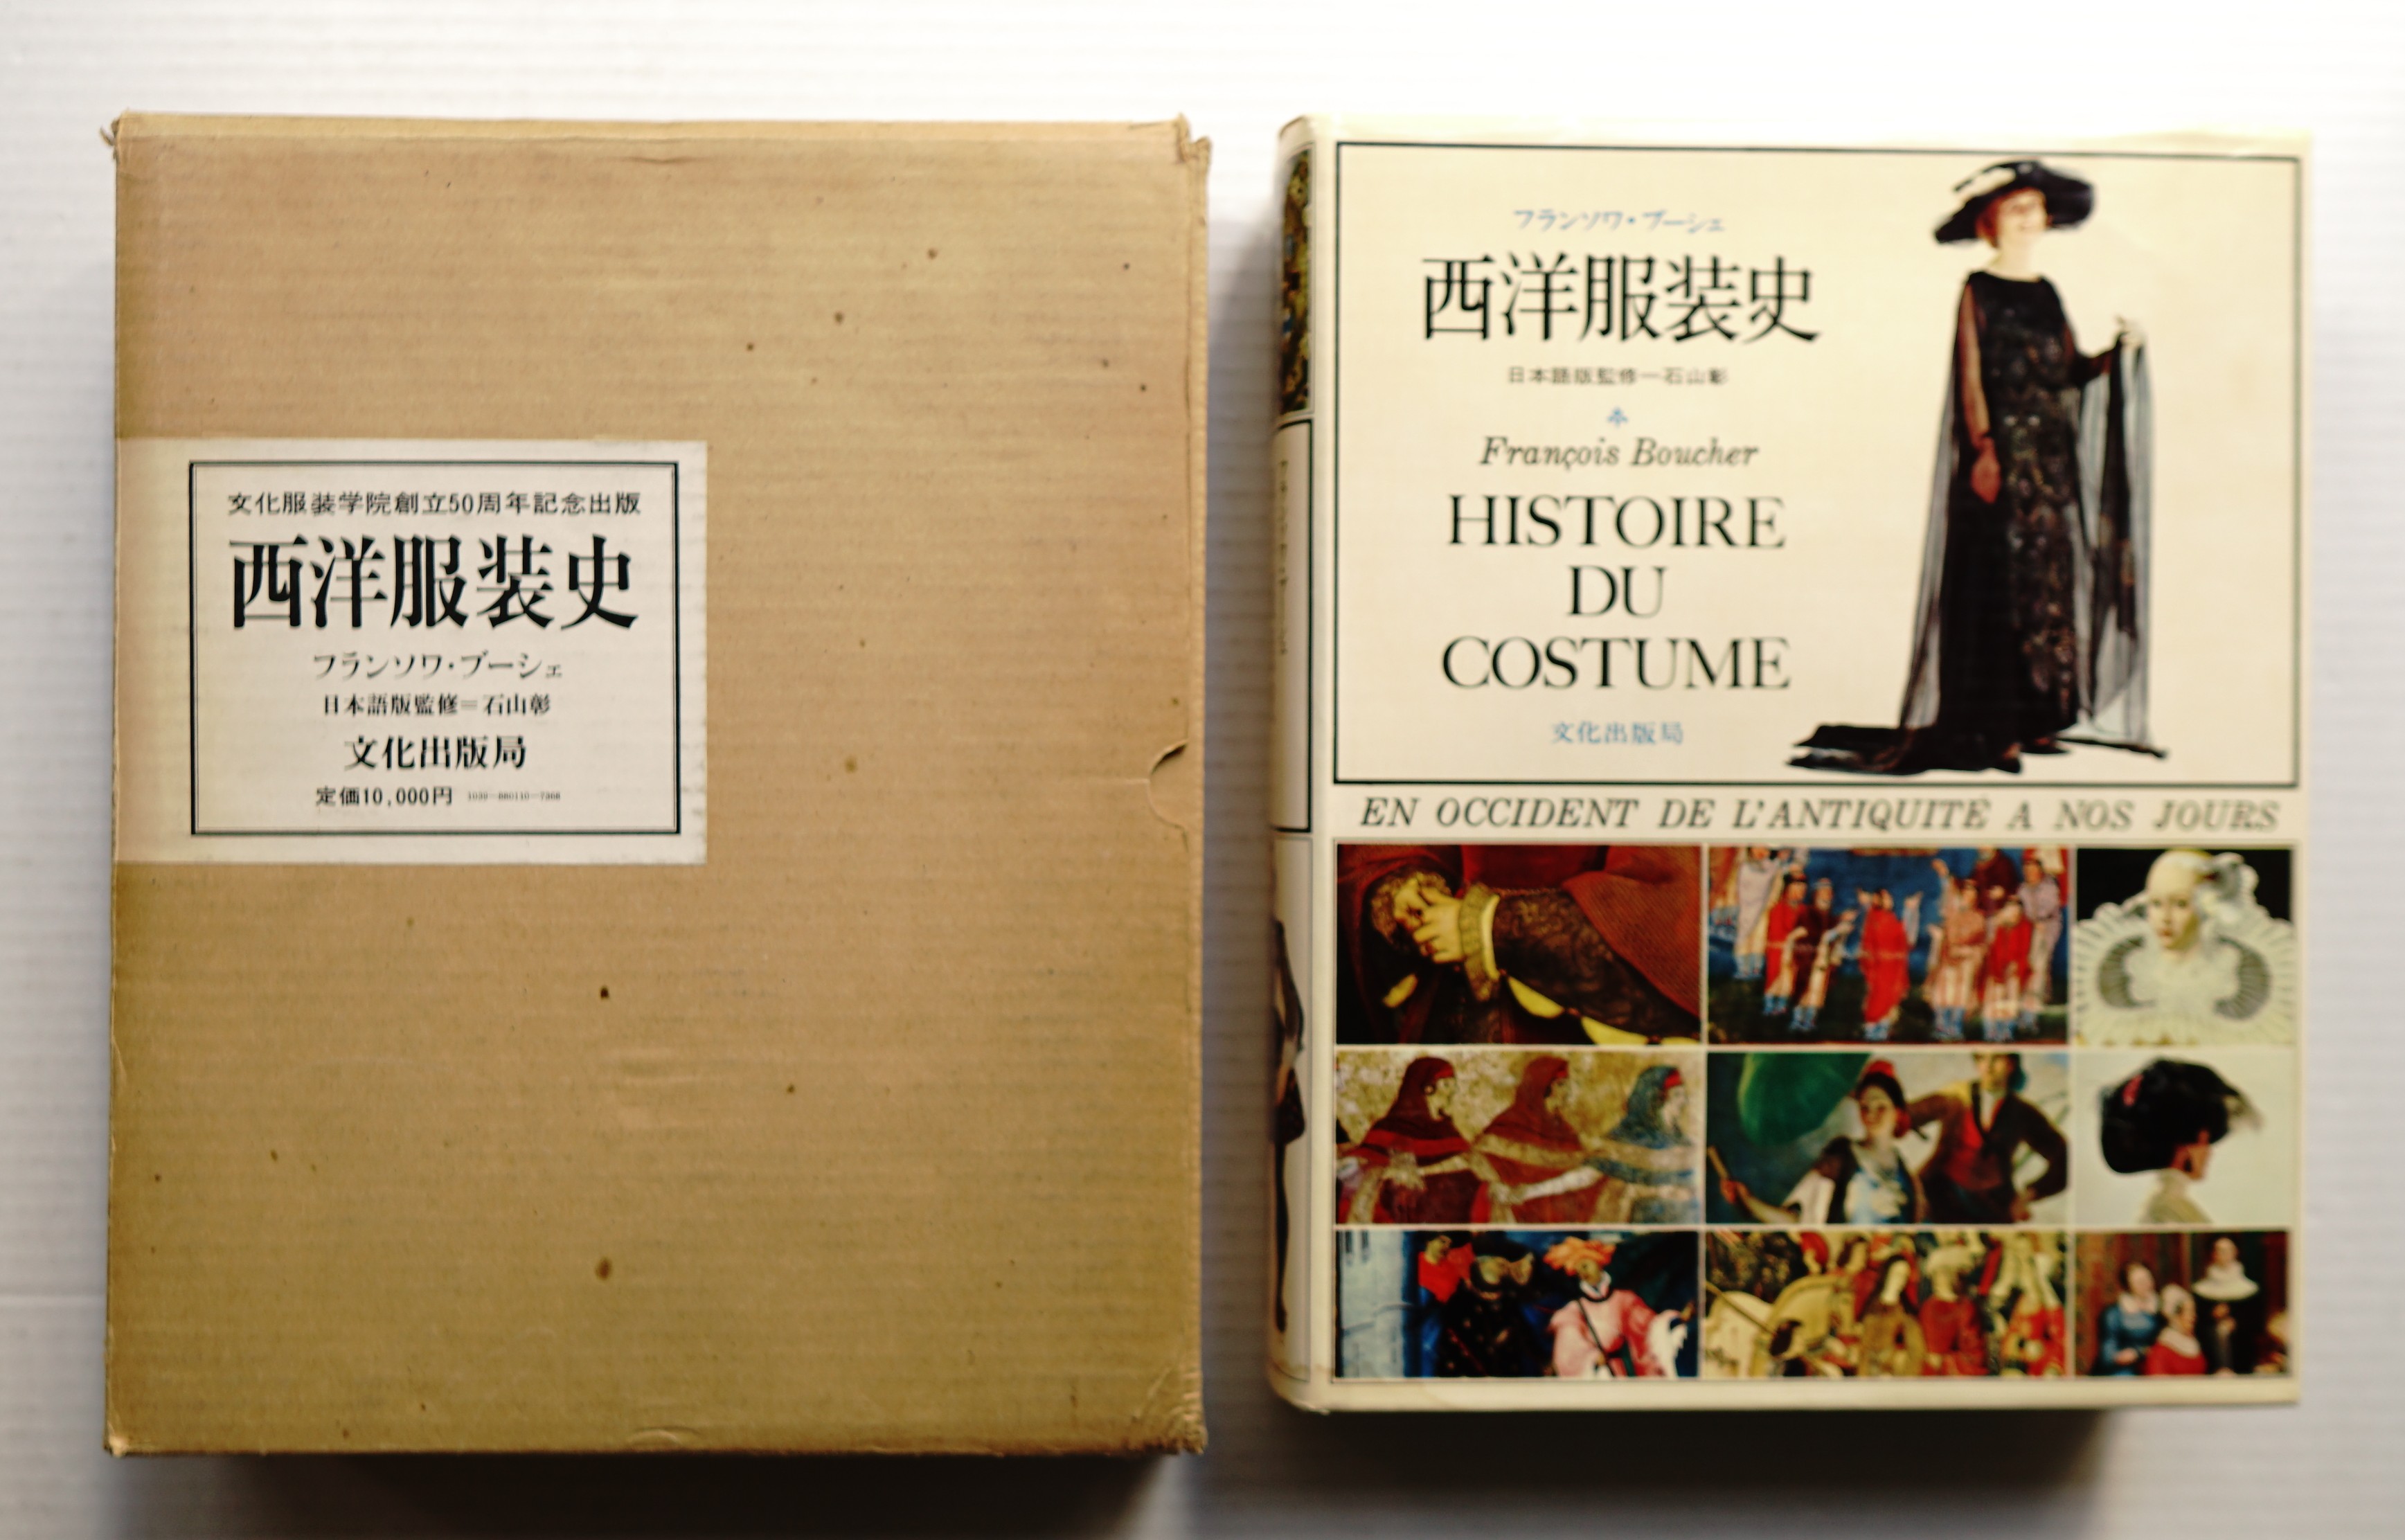 文化服装学院創立50周年記念出版
西洋服装史
フランソワ・ブーシェ
日本語版監修=石山彰
文化出版局
定価10,000円
フランソワ・ブーシェ
西洋服装史
日本語版監修―石山彰
François Boucher
HISTOIRE
DU
COSTUME
文化出版局
EN OCCIDENT DE L'ANTIQUITÉ A NOS JOURS